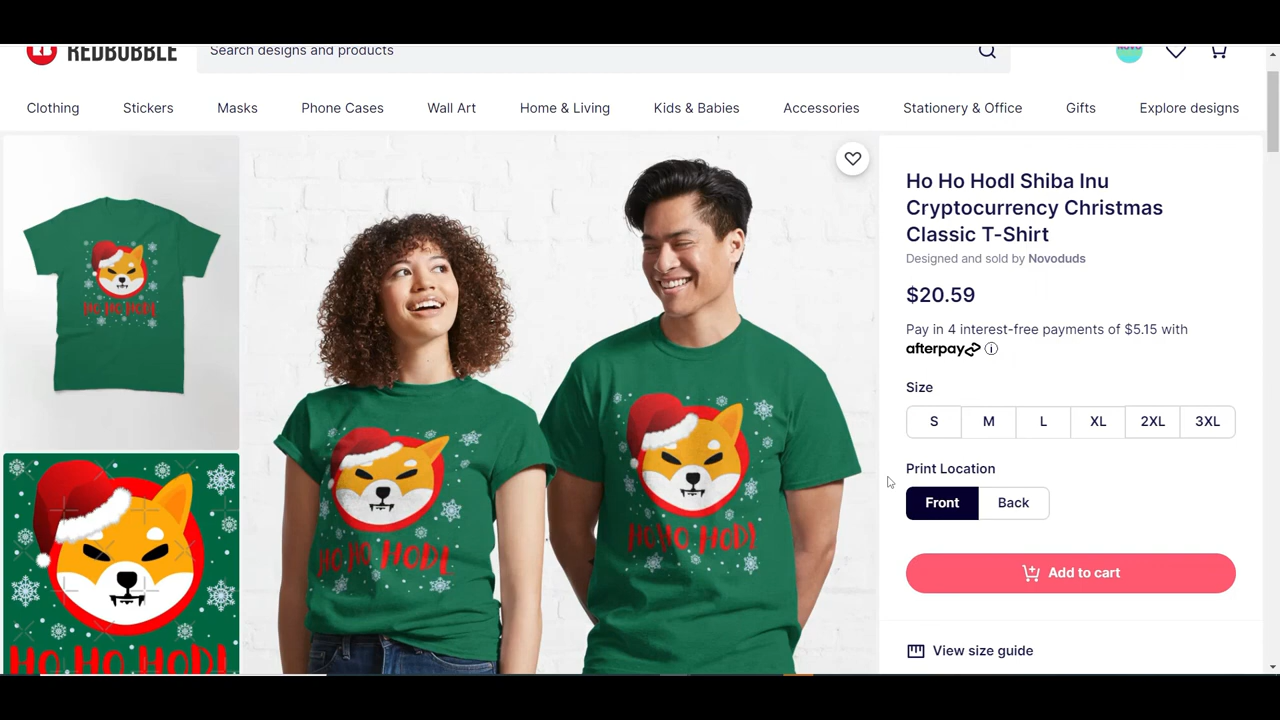 REDBUBBLE
Search designs and products
NOVO
Clothing
Stickers
Masks
Phone Cases
Wall Art
Home & Living
Kids & Babies
Accessories
Stationery & Office
Gifts
Explore designs
HO HO HODL
HO HO HODL
HO HO HODL
HO HO HODL
Ho Ho Hodl Shiba Inu
Cryptocurrency Christmas
Classic T-Shirt
Designed and sold by Novoduds
$20.59
Pay in 4 interest-free payments of $5.15 with
afterpay
Size
S
M
L
XL
2XL
3XL
Print Location
Front
Back
Add to cart
View size guide